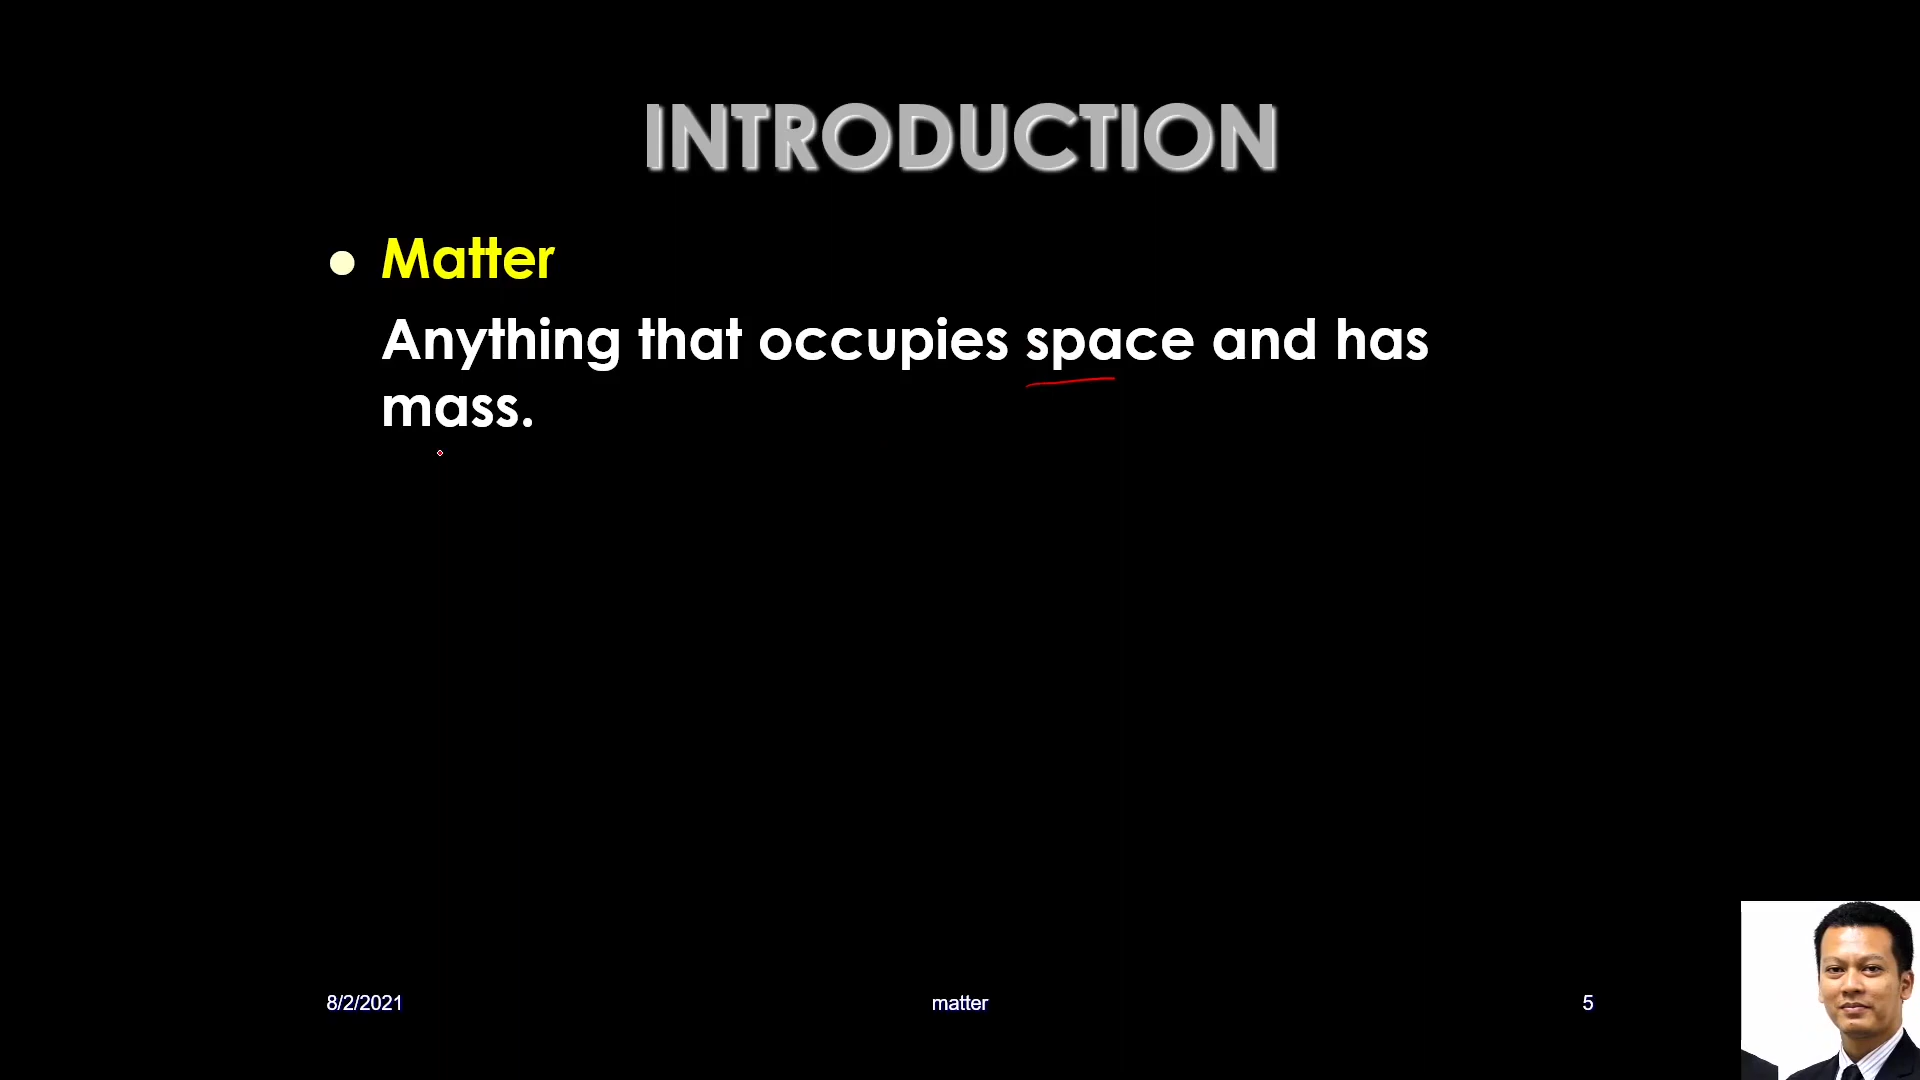 INTRODUCTION
Matter
Anything that occupies space and has
mass.
8/2/2021
matter
5